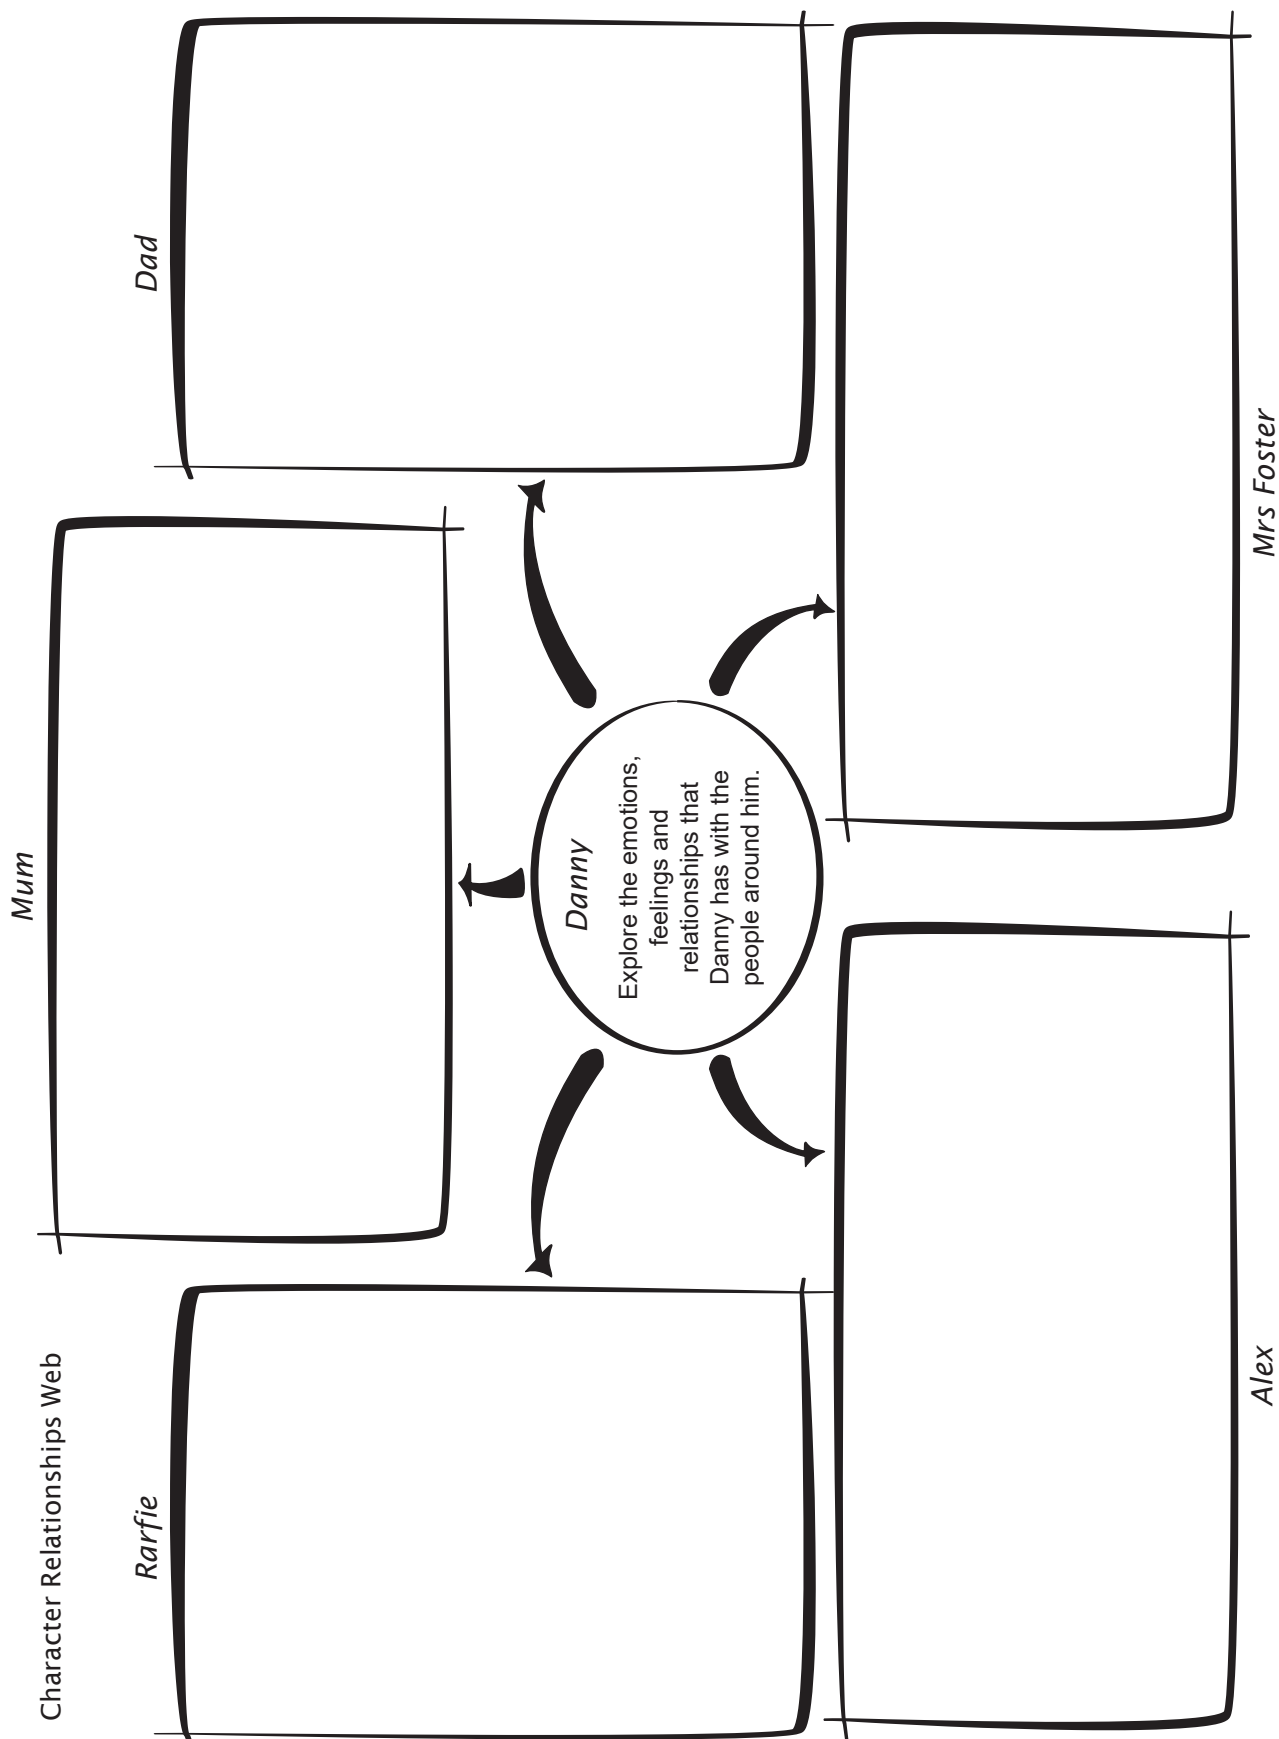 Character Relationships Web
Mum
Rarfie
Dad
Danny
Explore the emotions,
feelings and
relationships that
Danny has with the
people around him.
Alex
Mrs Foster